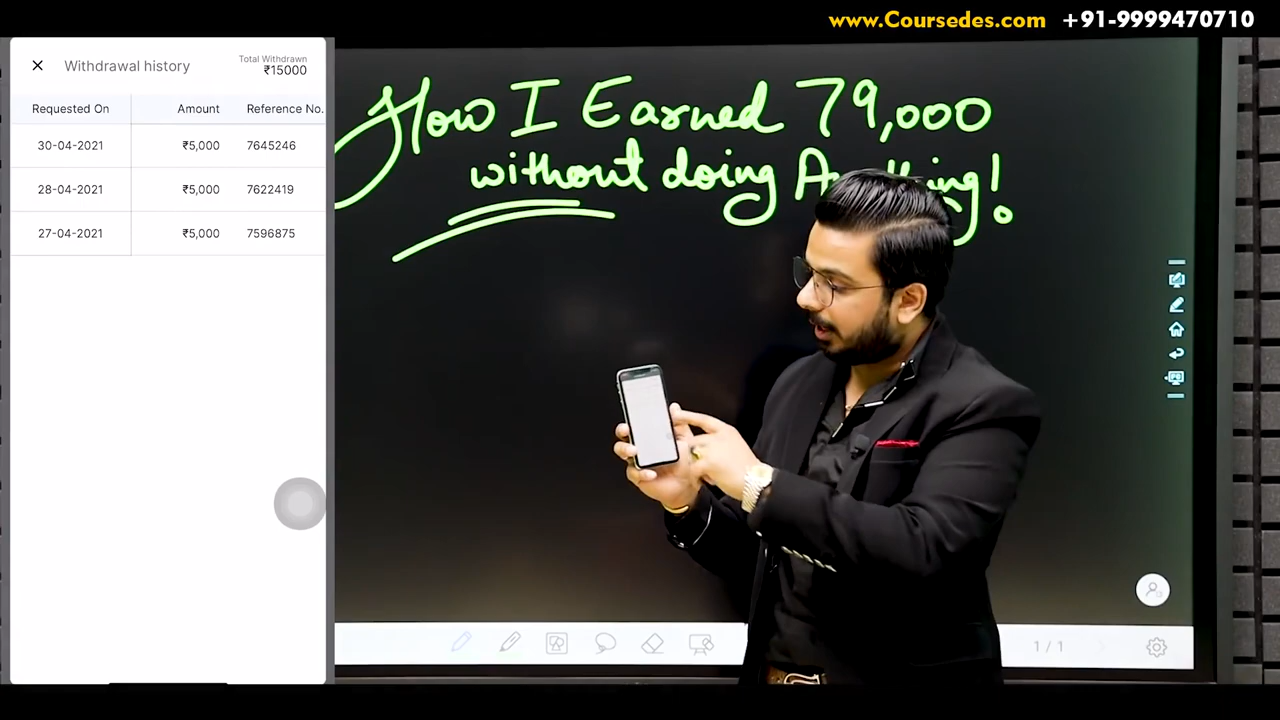 www.Coursedes.com +91-9999470710
Withdrawal history
Total Withdrawn
₹15000
Requested On Amount Reference No.
30-04-2021 ₹5,000 7645246
28-04-2021 ₹5,000 7622419
27-04-2021 ₹5,000 7596875
How I Earned 79,000
without doing
1/1